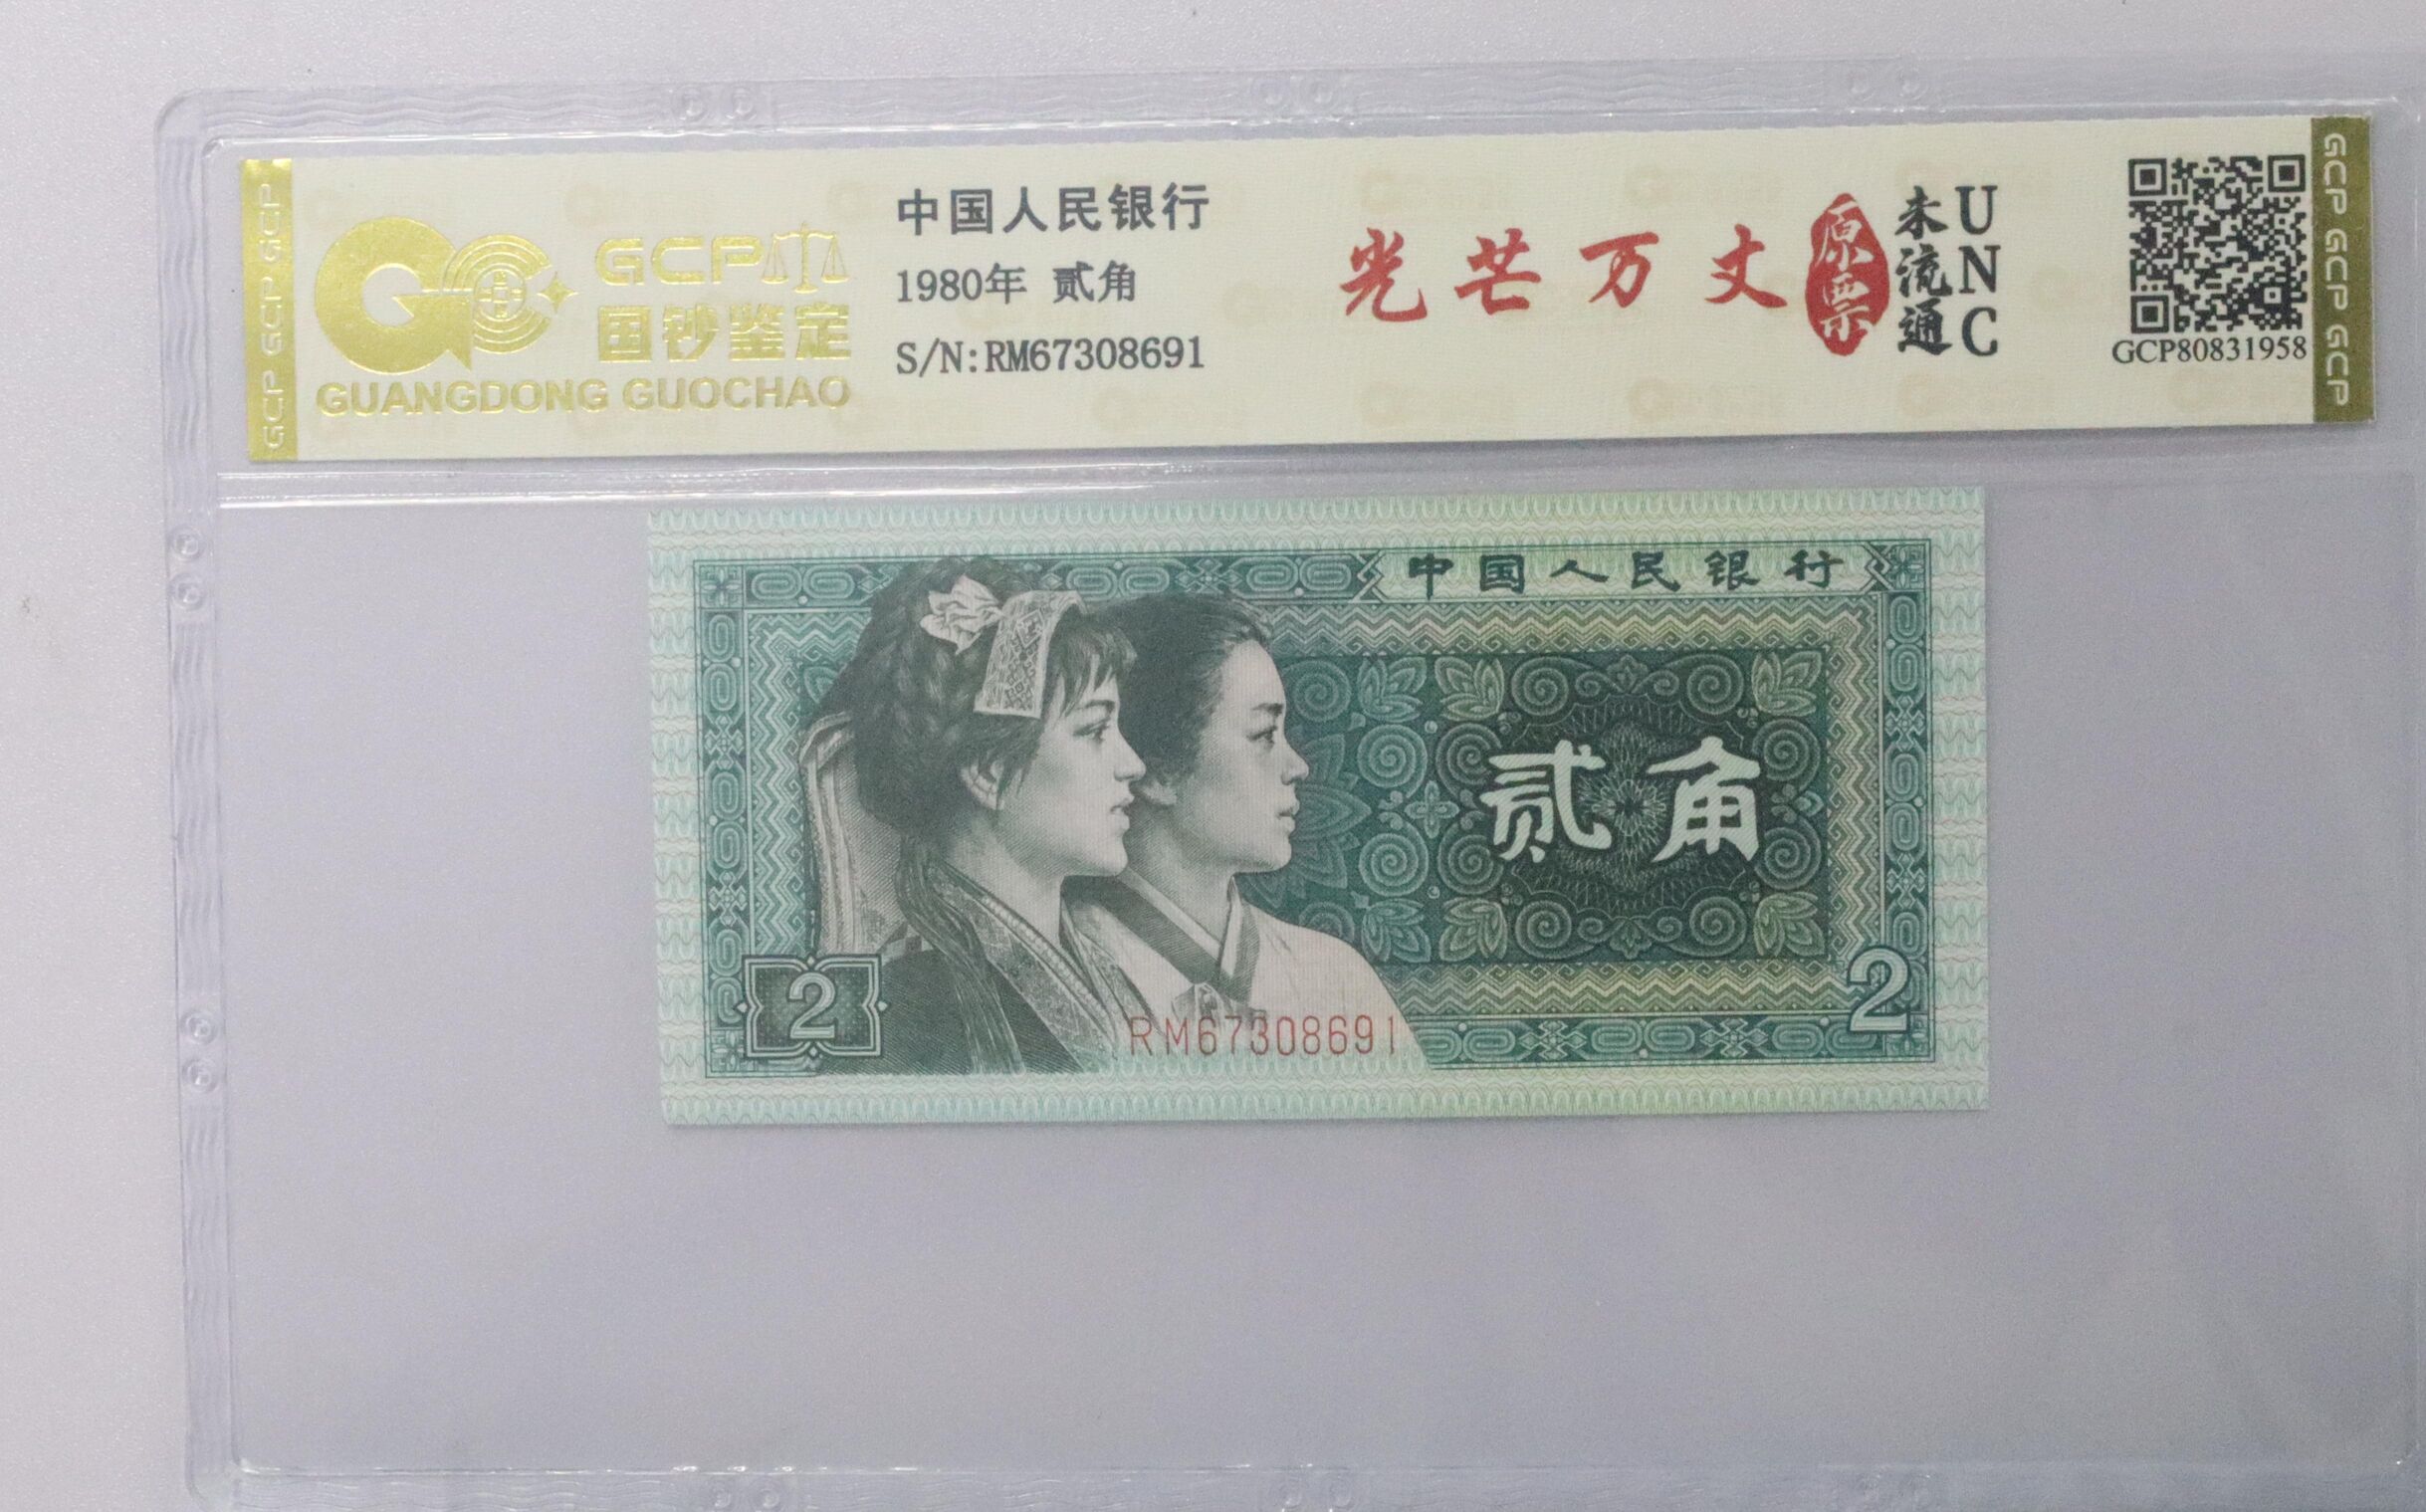 GCP GCP GCP
GCP
国钞鉴定
GUANGDONG GUOCHAO
中国人民银行
1980年 贰角
S/N:RM67308691
光芒万丈
原票
未流通
UNC
GCP80831958
GCP GCP GCP
中国人民银行
贰角
2
RM67308691
2